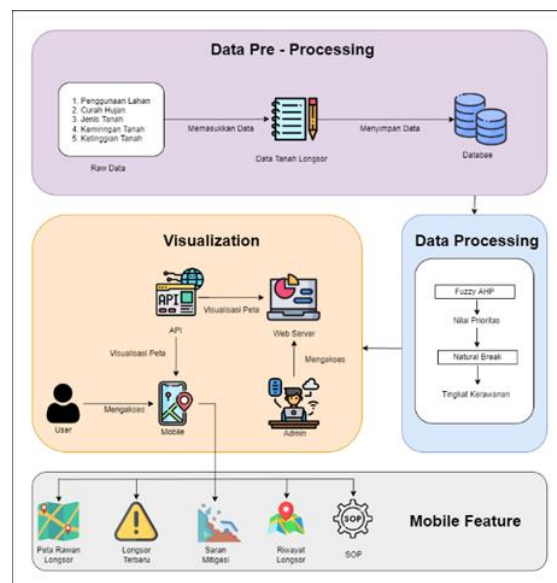 Data Pre - Processing
1. Penggunaan Lahan
2. Curah Hujan
3. Jenis Tanah
4. Kemiringan Tanah
5. Ketinggian Tanah
Raw Data
Memasukkan Data
Data Tanah Longsor
Menyimpan Data
Databae
Visualization
API
API
Visualisasi Peta
Web Server
Visualisasi Peta
Mengakses
User
Mengakses
Mobile
Admin
Data Processing
Fuzzy AHP
Nilai Prioritas
Natural Break
Tingkat Kerawanan
Mobile Feature
Peta Rawan
Longsor
Longsor
Terbaru
Saran
Mitigasi
Riwayat
Longsor
SOP
SOP